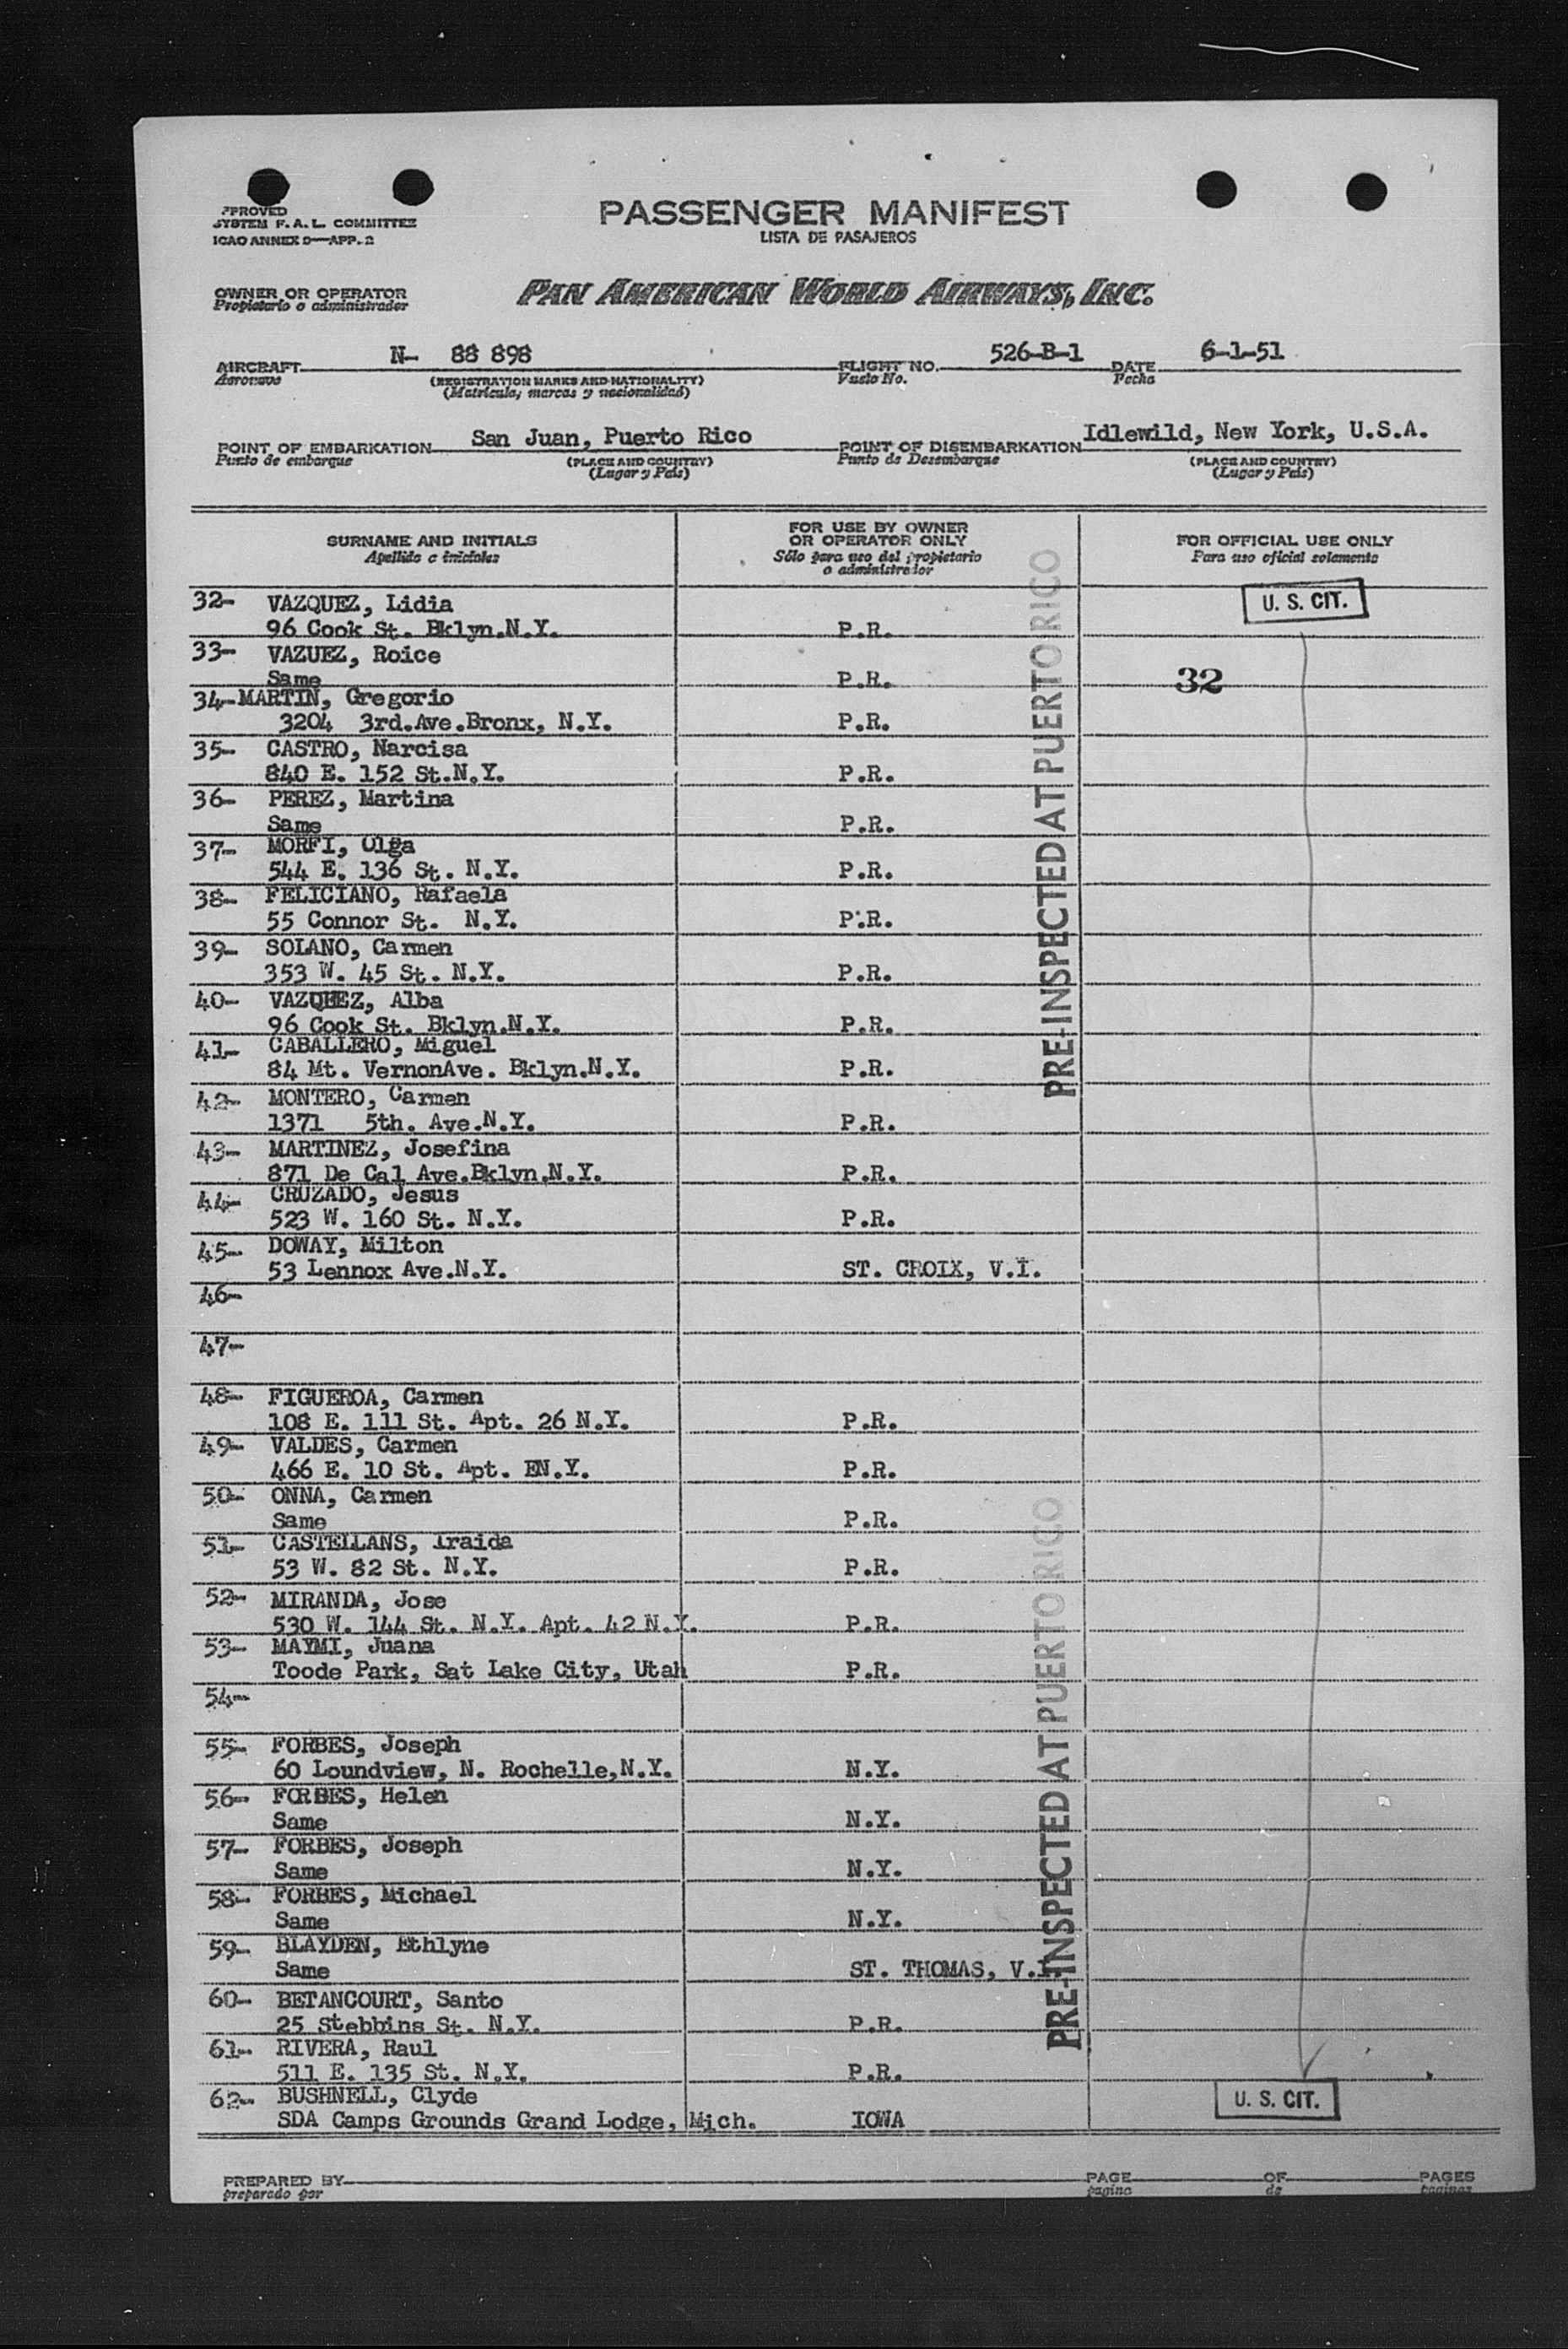 APPROVED
SYSTEM F. A. L. COMMITTEE
ICAO ANNEX 9—APP. 2
PASSENGER MANIFEST
LISTA DE PASAJEROS
OWNER OR OPERATOR
Propietario o administrador
PAN AMERICAN WORLD AIRWAYS, INC.
AIRCRAFT N- 88 898 FLIGHT NO. 526-B-1 DATE 6-1-51
Aeronave (REGISTRATION MARKS AND NATIONALITY) Vuelo No. Fecha
(Matricula, marcas y nacionalidad)
POINT OF EMBARKATION San Juan, Puerto Rico POINT OF DISEMBARKATION Idlewild, New York, U.S.A.
Punto de embarque (PLACE AND COUNTRY) Punto de Desembarque (PLACE AND COUNTRY)
(Lugar y Pais) (Lugar y Pais)
SURNAME AND INITIALS
Apellido e iniciales
FOR USE BY OWNER
OR OPERATOR ONLY
Sólo para uso del propietario
o administrador
FOR OFFICIAL USE ONLY
Para uso oficial solamente
PRE-INSPECTED AT PUERTO RICO
U. S. CIT.
32- VAZQUEZ, Lidia
96 Cook St. Bklyn.N.Y. P.R.
33- VAZUEZ, Roice
Same P.R. 32
34-MARTIN, Gregorio
3204 3rd.Ave.Bronx, N.Y. P.R.
35- CASTRO, Narcisa
840 E. 152 St.N.Y. P.R.
36- PEREZ, Martina
Same P.R.
37- MORFI, Olga
544 E. 136 St. N.Y. P.R.
38- FELICIANO, Rafaela
55 Connor St. N.Y. P.R.
39- SOLANO, Carmen
353 W. 45 St. N.Y. P.R.
40- VAZQUEZ, Alba
96 Cook St. Bklyn.N.Y. P.R.
41- CABALLERO, Miguel
84 Mt. VernonAve. Bklyn.N.Y. P.R.
42- MONTERO, Carmen
1371 5th. Ave.N.Y. P.R.
43- MARTINEZ, Josefina
871 De Cal Ave.Bklyn.N.Y. P.R.
44- CRUZADO, Jesus
523 W. 160 St. N.Y. P.R.
45- DOWAY, Milton
53 Lennox Ave.N.Y. ST. CROIX, V.I.
46-
47-
48- FIGUEROA, Carmen
108 E. 111 St. Apt. 26 N.Y. P.R.
49- VALDES, Carmen
466 E. 10 St. Apt. EN.Y. P.R.
50- ONNA, Carmen
Same P.R.
51- CASTELLANS, Iraida
53 W. 82 St. N.Y. P.R.
52- MIRANDA, Jose
530 W. 144 St. N.Y. Apt. 42 N.Y. P.R.
53- MAYMI, Juana
Toode Park, Sat Lake City, Utah P.R.
54-
PRE-INSPECTED AT PUERTO RICO
55- FORBES, Joseph
60 Loundview, N. Rochelle,N.Y. N.Y.
56- FORBES, Helen
Same N.Y.
57- FORBES, Joseph
Same N.Y.
58- FORBES, Michael
Same N.Y.
59- BLAYDEN, Ethlyne
Same ST. THOMAS, V.I.
60- BETANCOURT, Santo
25 Stebbins St. N.Y. P.R.
61- RIVERA, Raul
511 E. 135 St. N.Y. P.R.
62- BUSHNELL, Clyde
SDA Camps Grounds Grand Lodge, Mich. IOWA
U. S. CIT.
PREPARED BY PAGE OF PAGES
preparado por pagina de paginas